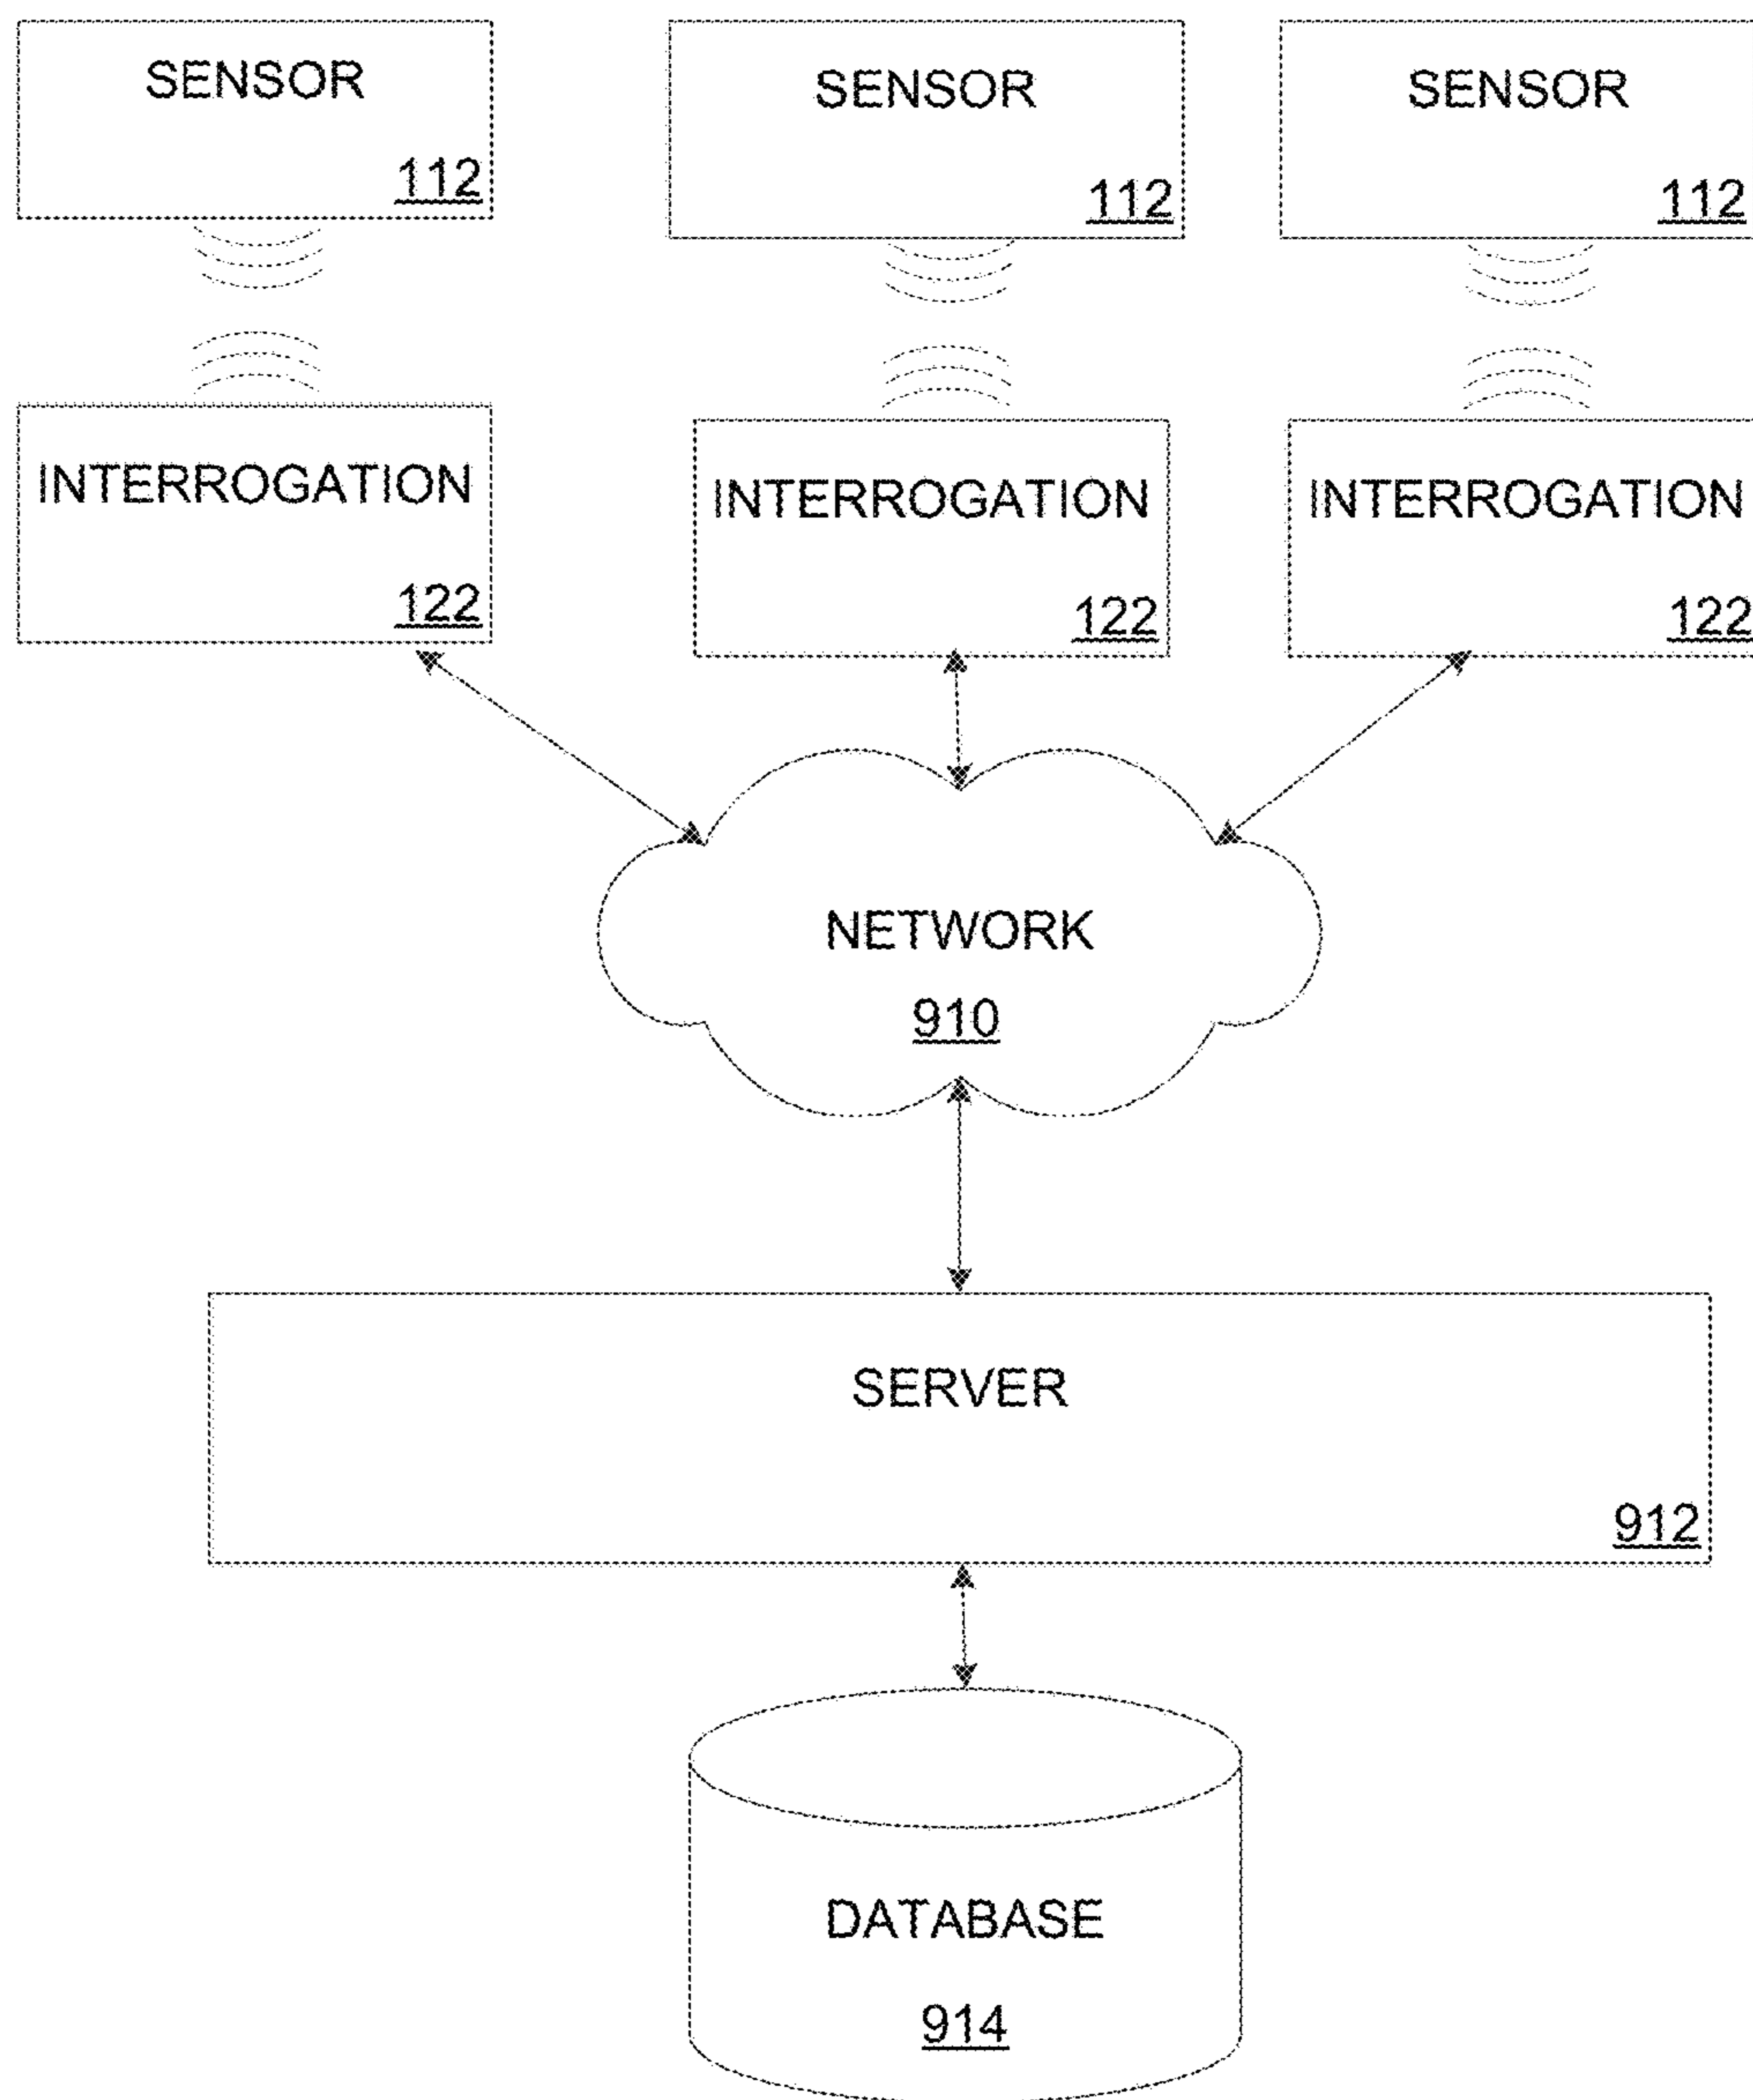 SENSOR
112
SENSOR
112
SENSOR
112
INTERROGATION
122
INTERROGATION
122
INTERROGATION
122
NETWORK
910
SERVER
912
DATABASE
914